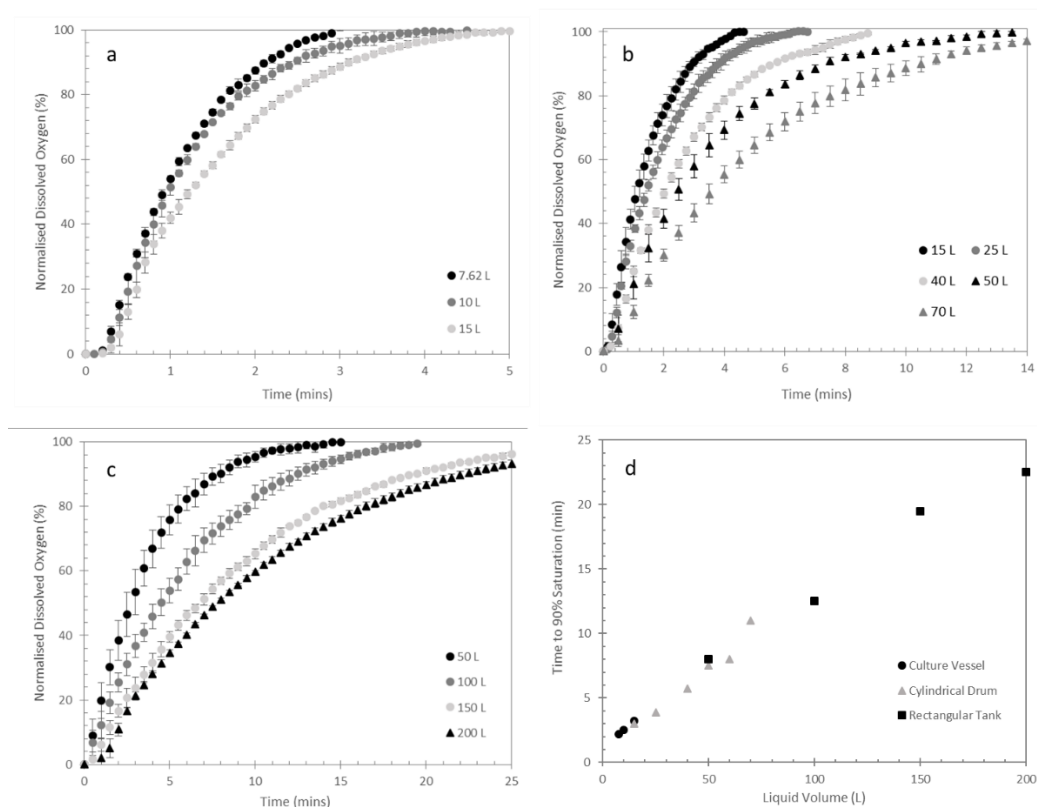 a
Normalised Dissolved Oxygen (%)
100
80
60
40
20
0
0 1 2 3 4 5
Time (mins)
7.62 L
10 L
15 L
b
Normalised Dissolved Oxygen (%)
100
80
60
40
20
0
0 2 4 6 8 10 12 14
Time (mins)
15 L 25 L
40 L 50 L
70 L
c
Normalised Dissolved Oxygen (%)
100
80
60
40
20
0
0 5 10 15 20 25
Time (mins)
50 L
100 L
150 L
200 L
d
Time to 90% Saturation (min)
25
20
15
10
5
0
0 50 100 150 200
Liquid Volume (L)
Culture Vessel
Cylindrical Drum
Rectangular Tank